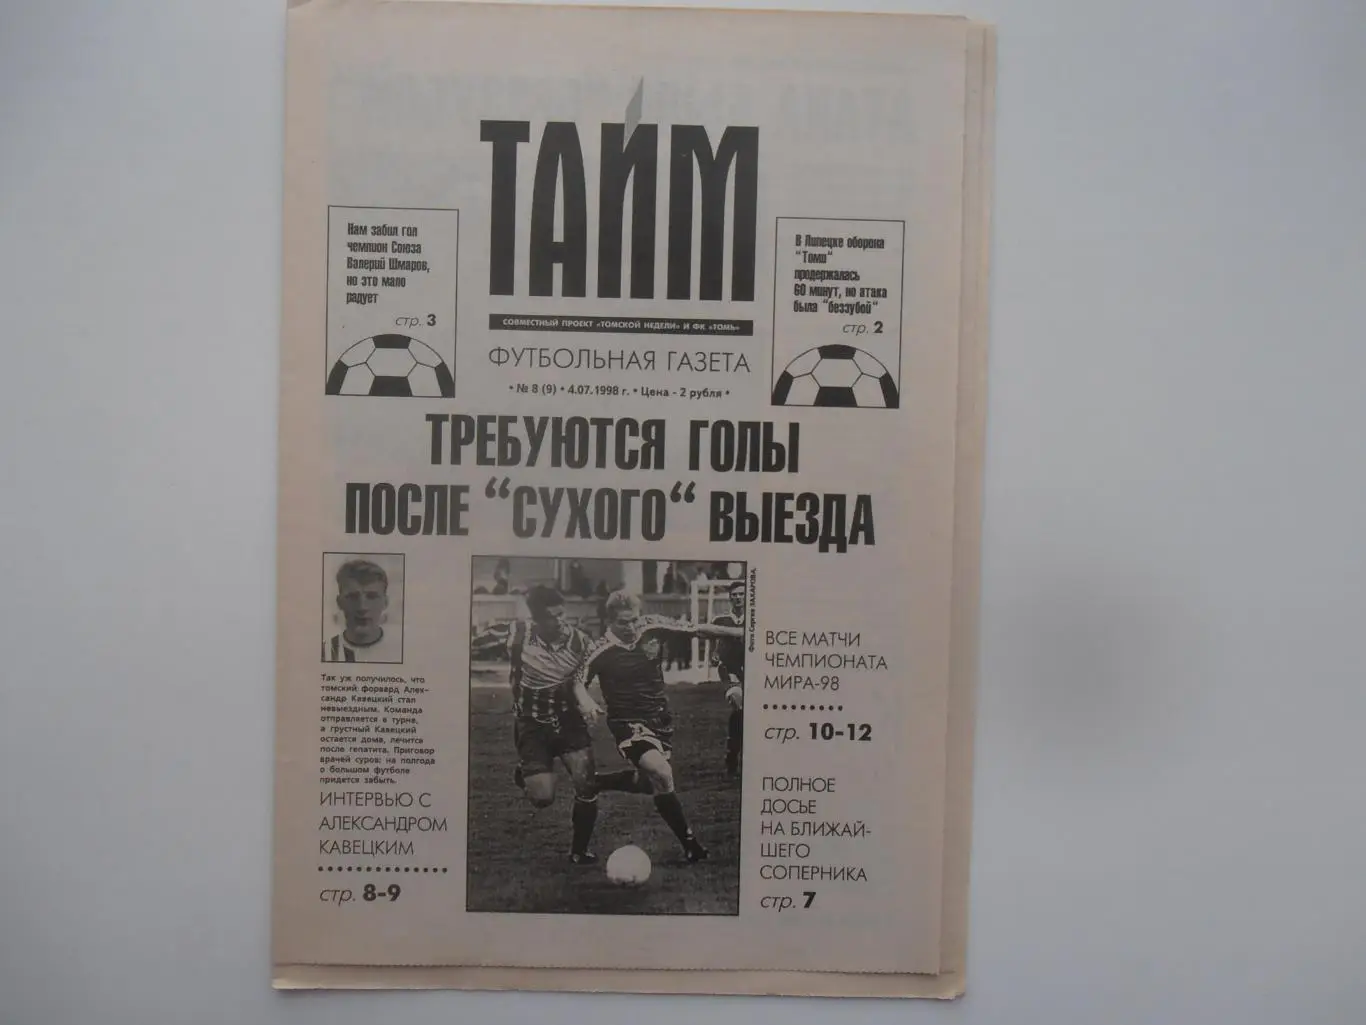 ТАЙМ
Нам забил гол
чемпион Союза
Валерий Шмаров,
но это мало
радует
стр. 3
В Липецке оборона
"Томи"
продержалась
60 минут, но атака
была "беззубой"
стр. 2
СОВМЕСТНЫЙ ПРОЕКТ «ТОМСКОЙ НЕДЕЛИ» И ФК «ТОМЬ»
ФУТБОЛЬНАЯ ГАЗЕТА
• № 8 (9) • 4.07.1998 г. • Цена - 2 рубля •
ТРЕБУЮТСЯ ГОЛЫ
ПОСЛЕ "СУХОГО" ВЫЕЗДА
Так уж получилось, что
томский форвард Алек-
сандр Кавецкий стал
невыездным. Команда
отправляется в турне,
а грустный Кавецкий
остается дома, лечится
после гепатита. Приговор
врачей суров: на полгода
о большом футболе
придется забыть.
ИНТЕРВЬЮ С
АЛЕКСАНДРОМ
КАВЕЦКИМ
стр. 8-9
Фото Сергея ЗАХАРОВА.
ВСЕ МАТЧИ
ЧЕМПИОНАТА
МИРА-98
стр. 10-12
ПОЛНОЕ
ДОСЬЕ
НА БЛИЖАЙ-
ШЕГО
СОПЕРНИКА
стр. 7